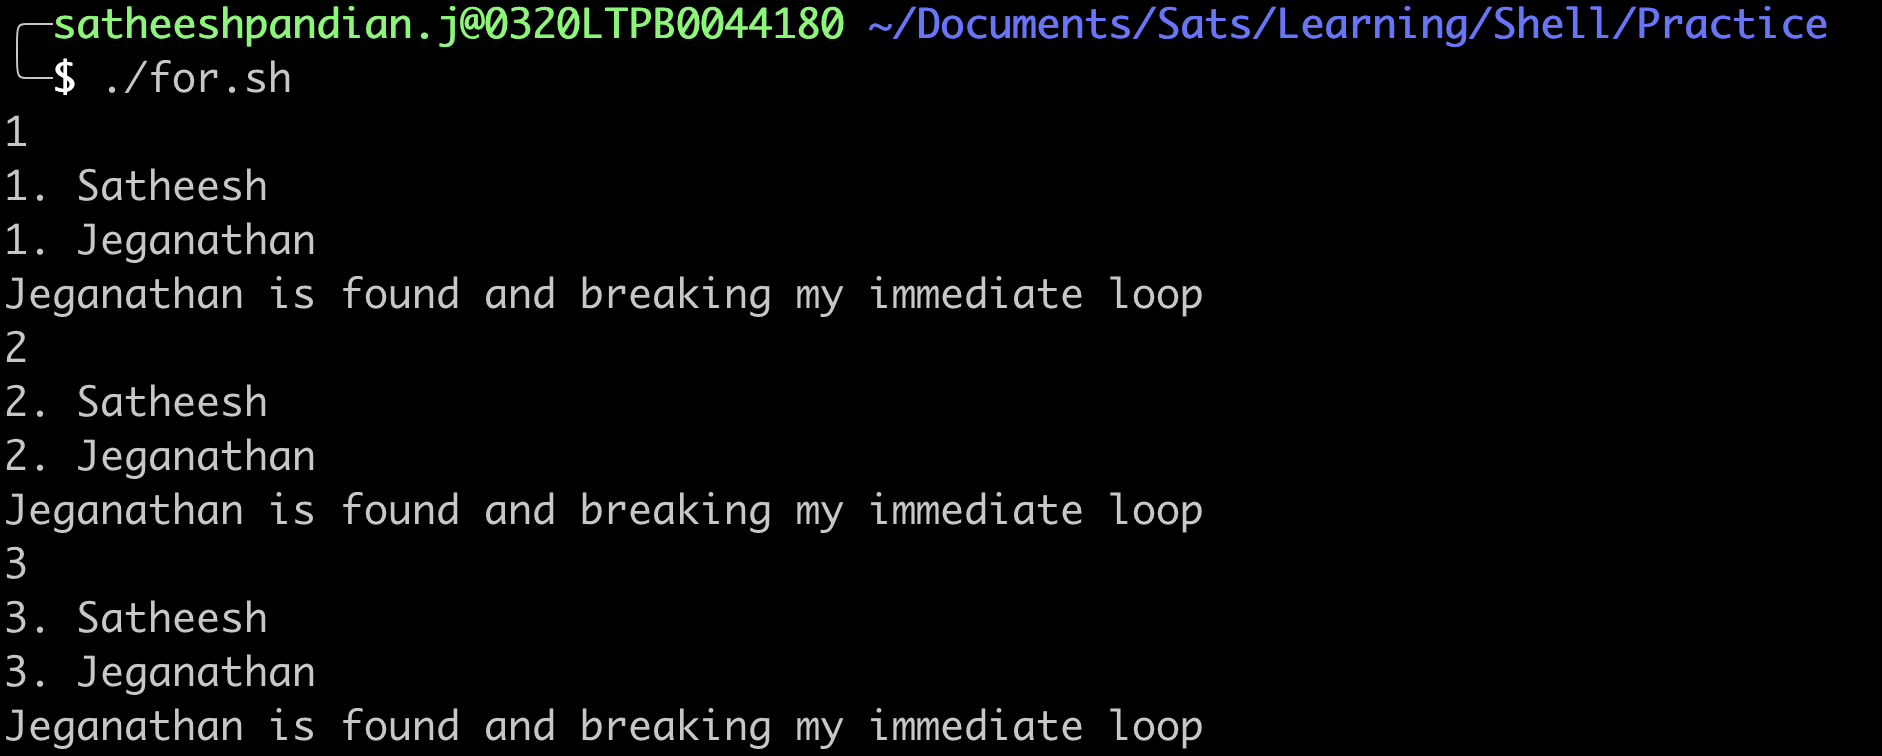 satheeshpandian.j@0320LTPB0044180 ~/Documents/Sats/Learning/Shell/Practice
$ ./for.sh
1
1. Satheesh
1. Jeganathan
Jeganathan is found and breaking my immediate loop
2
2. Satheesh
2. Jeganathan
Jeganathan is found and breaking my immediate loop
3
3. Satheesh
3. Jeganathan
Jeganathan is found and breaking my immediate loop